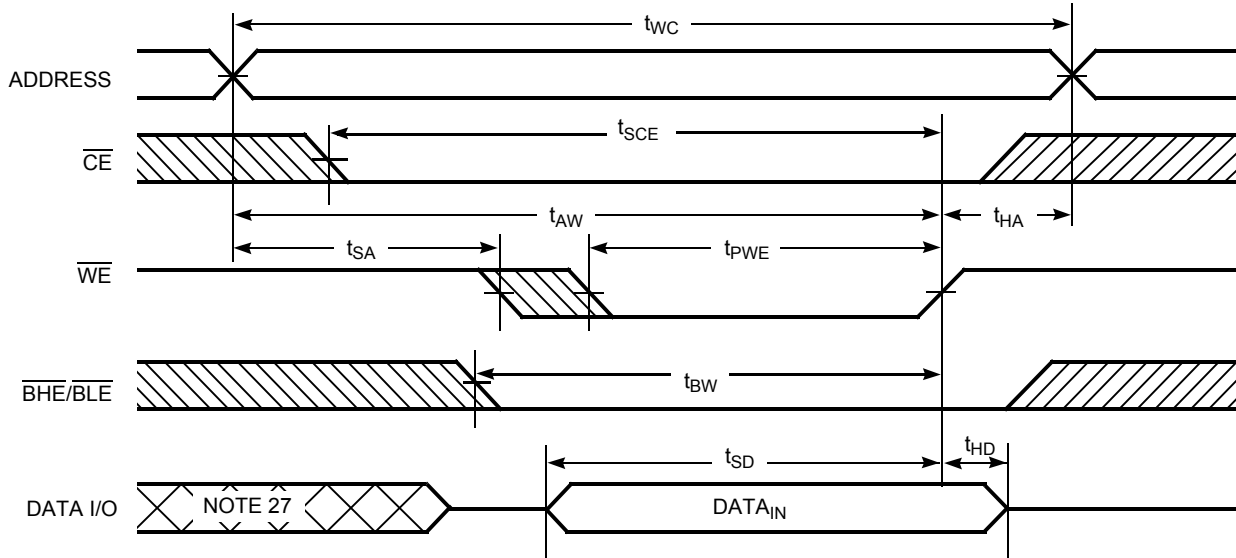 tWC
ADDRESS
tSCE
CE
tAW
tHA
tSA
tPWE
WE
BHE/BLE
tBW
tSD
tHD
DATA I/O
NOTE 27
DATAIN